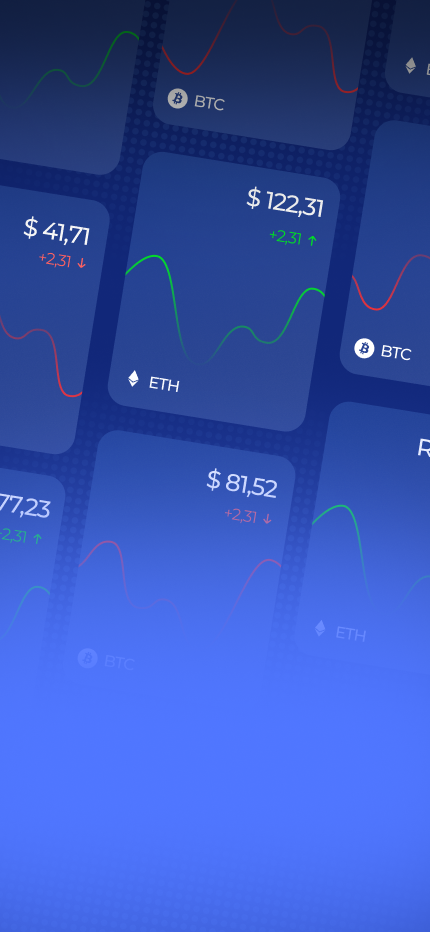 BTC
$ 122,31
+2,31
$ 41,71
+2,31
BTC
ETH
$ 81,52
+2,31
77,23
+2,31
R
ETH
BTC